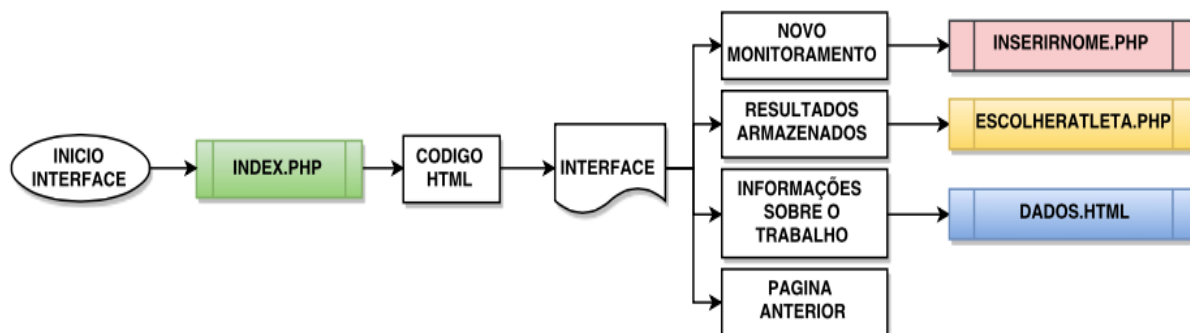 INICIO
INTERFACE
INDEX.PHP
CODIGO
HTML
INTERFACE
NOVO
MONITORAMENTO
INSERIRNOME.PHP
RESULTADOS
ARMAZENADOS
ESCOLHERATLETA.PHP
INFORMAÇÕES
SOBRE O
TRABALHO
DADOS.HTML
PAGINA
ANTERIOR